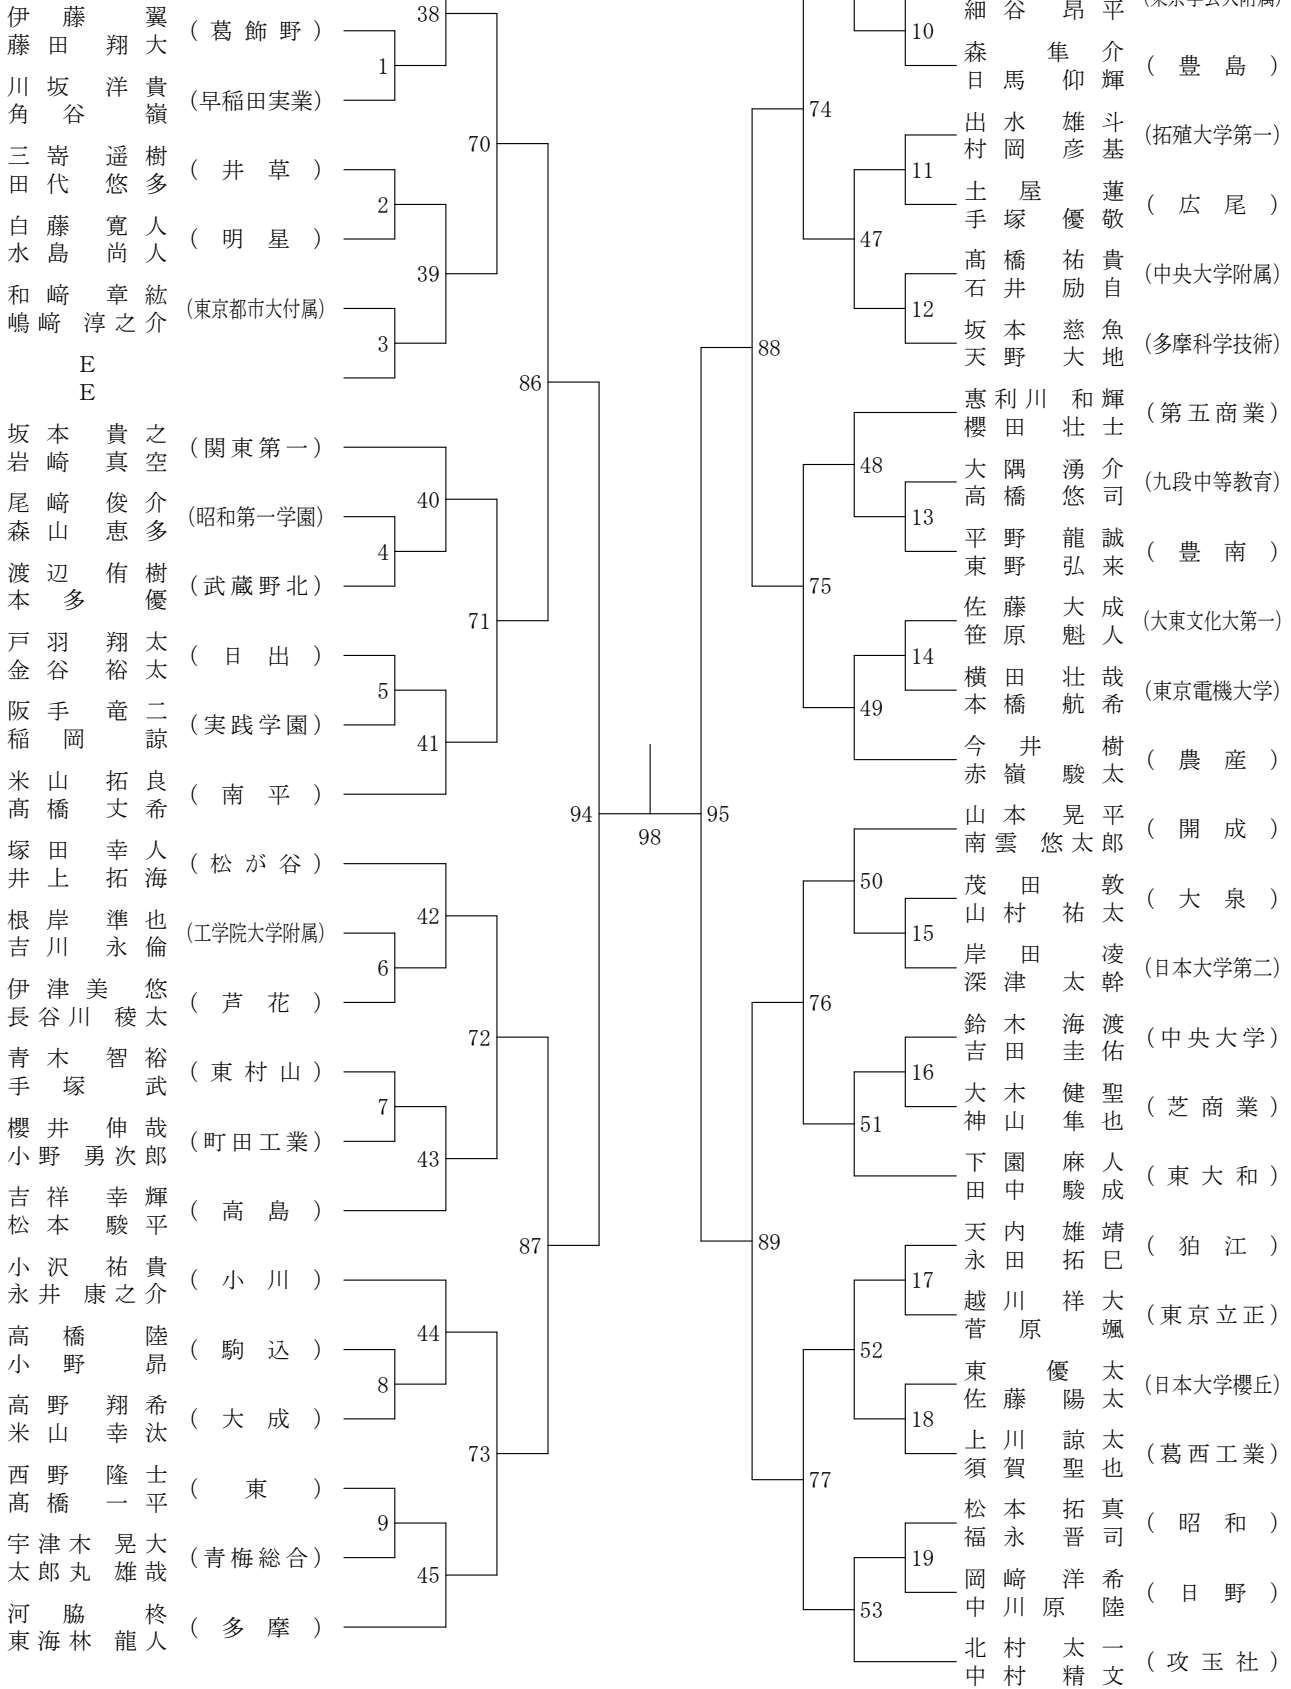 伊藤 翼
藤田 翔大
(葛飾野)
川坂 洋貴
角谷 嶺
(早稲田実業)
三嵜 遥樹
田代 悠多
(井草)
白藤 寛人
水島 尚人
(明星)
和﨑 章紘
嶋﨑 淳之介
(東京都市大付属)
E
E
坂本 貴之
岩崎 真空
(関東第一)
尾﨑 俊介
森山 恵多
(昭和第一学園)
渡辺 侑樹
本多 優
(武蔵野北)
戸羽 翔太
金谷 裕太
(日出)
阪手 竜二
稲岡 諒
(実践学園)
米山 拓良
髙橋 丈希
(南平)
塚田 幸人
井上 拓海
(松が谷)
根岸 準也
吉川 永倫
(工学院大学附属)
伊津美 悠
長谷川 稜太
(芦花)
青木 智裕
手塚 武
(東村山)
櫻井 伸哉
小野 勇次郎
(町田工業)
吉祥 幸輝
松本 駿平
(高島)
小沢 祐貴
永井 康之介
(小川)
高橋 陸
小野 昴
(駒込)
高野 翔希
米山 幸汰
(大成)
西野 隆士
髙橋 一平
(東)
宇津木 晃大
太郎丸 雄哉
(青梅総合)
河脇 柊
東海林 龍人
(多摩)
38
1
70
2
39
3
86
40
4
71
5
41
94
42
6
72
7
43
87
44
8
73
9
45
98
95
10
74
11
47
12
88
48
13
75
14
49
50
15
76
16
51
89
17
52
18
77
19
53
細谷 昂平
森 隼介
日馬 仰輝
(豊島)
出水 雄斗
村岡 彦基
(拓殖大学第一)
土屋 蓮
手塚 優敬
(広尾)
髙橋 祐貴
石井 励自
(中央大学附属)
坂本 慈魚
天野 大地
(多摩科学技術)
惠利川 和輝
櫻田 壮士
(第五商業)
大隅 湧介
高橋 悠司
(九段中等教育)
平野 龍誠
東野 弘来
(豊南)
佐藤 大成
笹原 魁人
(大東文化大第一)
横田 壮哉
本橋 航希
(東京電機大学)
今井 樹
赤嶺 駿太
(農産)
山本 晃平
南雲 悠太郎
(開成)
茂田 敦
山村 祐太
(大泉)
岸田 凌
深津 太幹
(日本大学第二)
鈴木 海渡
吉田 圭佑
(中央大学)
大木 健聖
神山 隼也
(芝商業)
下園 麻人
田中 駿成
(東大和)
天内 雄靖
永田 拓巳
(狛江)
越川 祥大
菅原 颯
(東京立正)
東 優太
佐藤 陽太
(日本大学櫻丘)
上川 諒太
須賀 聖也
(葛西工業)
松本 拓真
福永 晋司
(昭和)
岡﨑 洋希
中川原 陸
(日野)
北村 太一
中村 精文
(攻玉社)